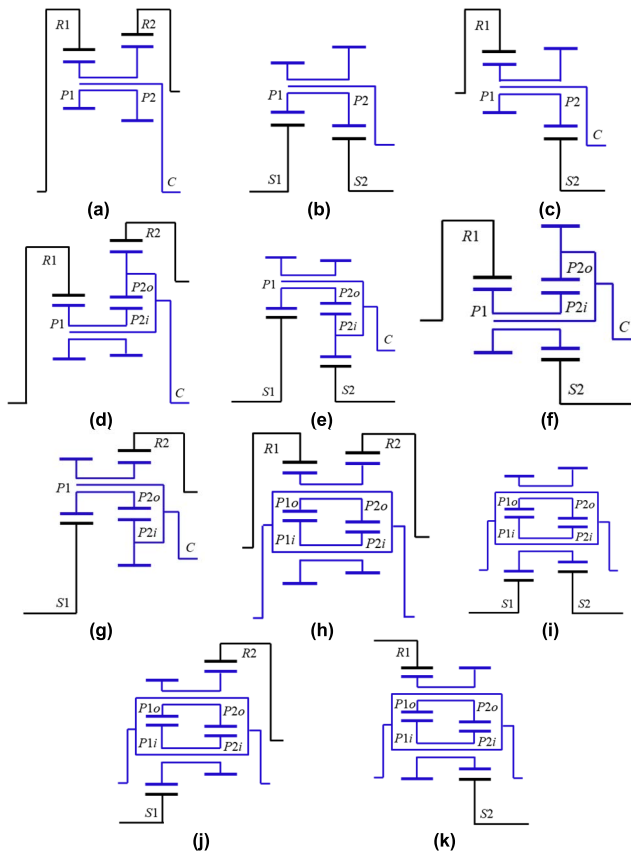 R1 R2
P1 P2
C
(a)
P1 P2
S1 S2
(b)
R1
P1 P2
C
S2
(c)
R2
R1
P2o
P1 P2i
C
(d)
P1 P2o
P2i
C
S1 S2
(e)
R1
P2o
P1 P2i
C
S2
(f)
R2
P1 P2o
P2i
C
S1
(g)
R1 R2
P1o P2o
P1i P2i
(h)
P1o P2o
P1i P2i
S1 S2
(i)
R2
P1o P2o
P1i P2i
S1
(j)
R1
P1o P2o
P1i P2i
S2
(k)